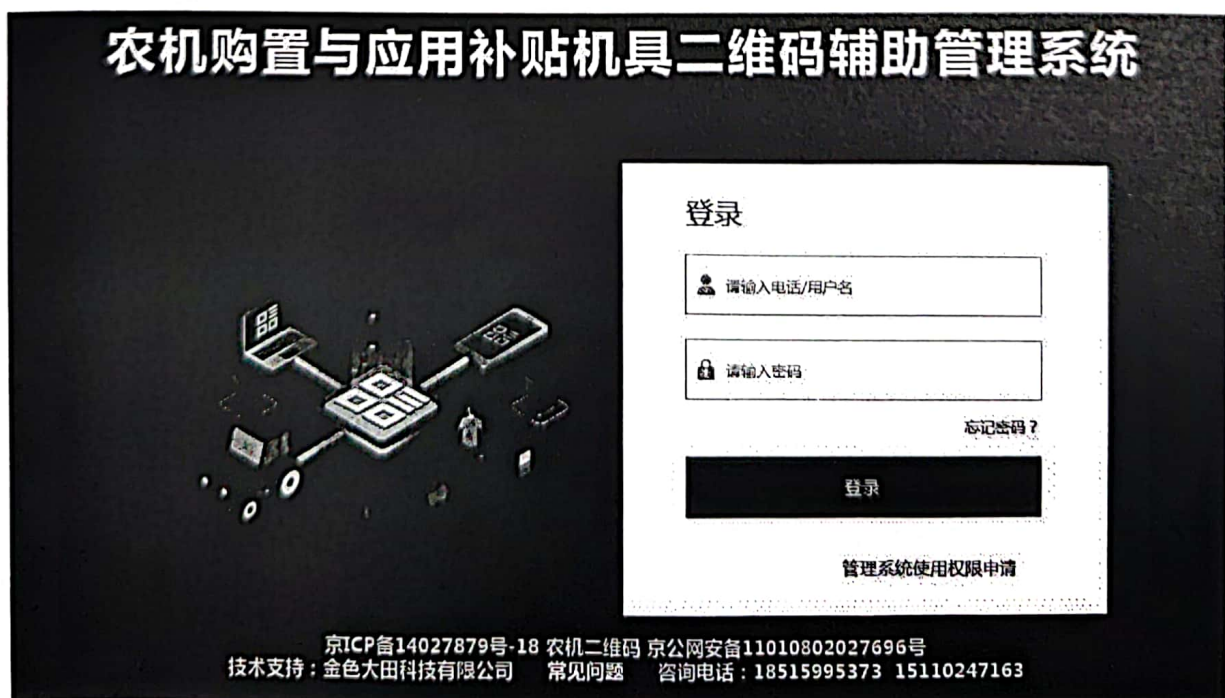 农机购置与应用补贴机具二维码辅助管理系统
登录
请输入电话/用户名
请输入密码
忘记密码？
登录
管理系统使用权限申请
京ICP备14027879号-18 农机二维码 京公网安备11010802027696号
技术支持：金色大田科技有限公司 常见问题 咨询电话：18515995373 15110247163